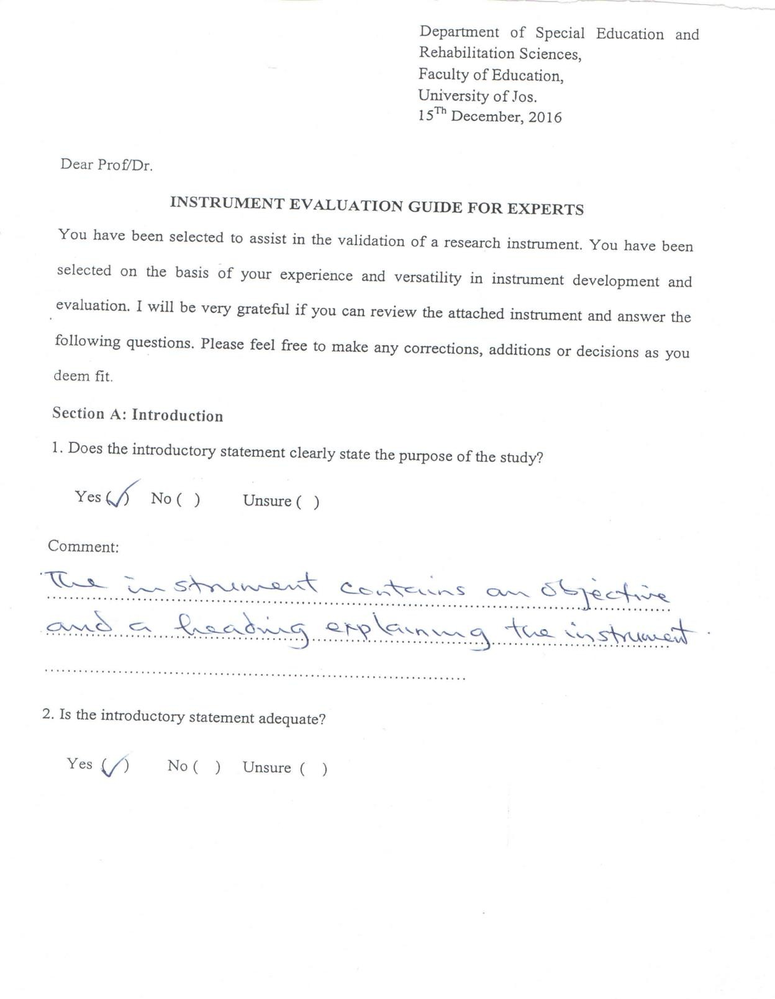 Department of Special Education and
Rehabilitation Sciences,
Faculty of Education,
University of Jos.
15Th December, 2016
Dear Prof/Dr.
INSTRUMENT EVALUATION GUIDE FOR EXPERTS
You have been selected to assist in the validation of a research instrument. You have been
selected on the basis of your experience and versatility in instrument development and
evaluation. I will be very grateful if you can review the attached instrument and answer the
following questions. Please feel free to make any corrections, additions or decisions as you
deem fit.
Section A: Introduction
1. Does the introductory statement clearly state the purpose of the study?
Yes (✓) No ( ) Unsure ( )
Comment:
The instrument contains an objective
and a heading explaining the instrument.
2. Is the introductory statement adequate?
Yes (✓) No ( ) Unsure ( )